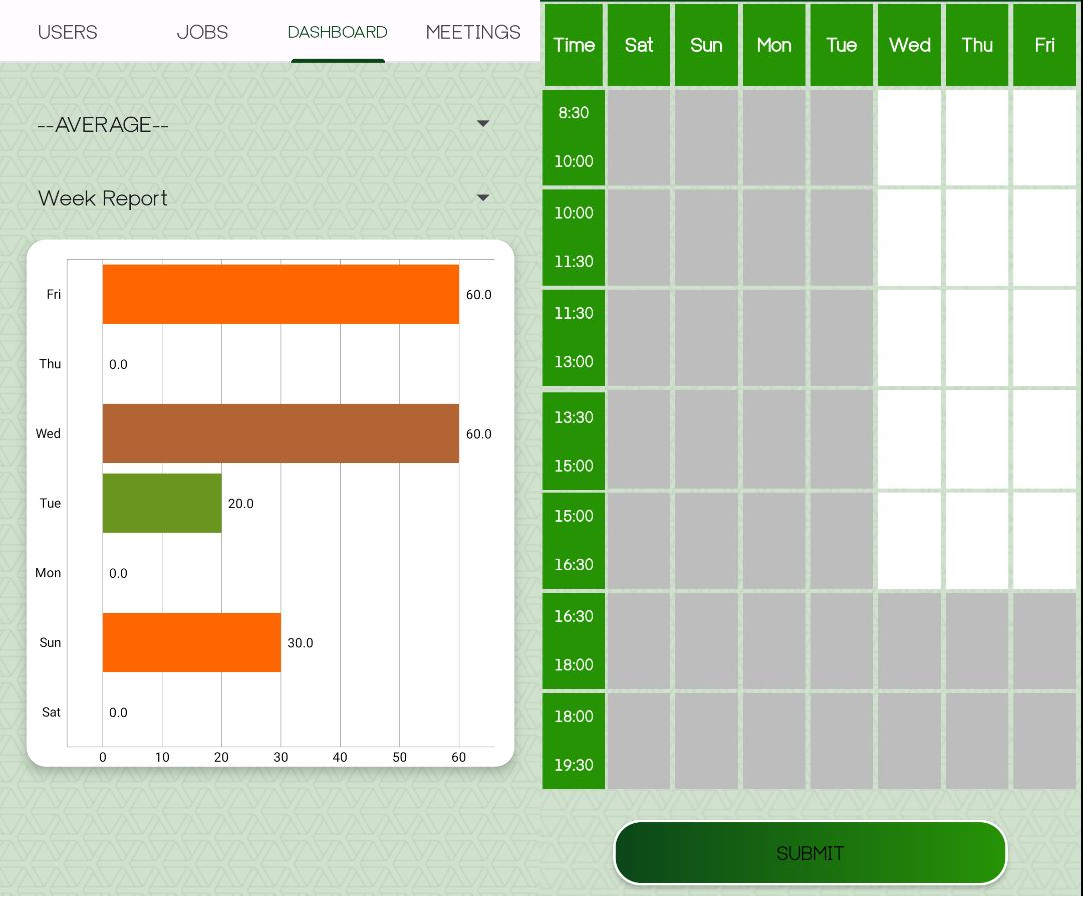 USERS JOBS DASHBOARD MEETINGS
--AVERAGE--
Week Report
Fri 60.0
Thu 0.0
Wed 60.0
Tue 20.0
Mon 0.0
Sun 30.0
Sat 0.0
0 10 20 30 40 50 60
Time Sat Sun Mon Tue Wed Thu Fri
8:30
10:00
10:00
11:30
11:30
13:00
13:30
15:00
15:00
16:30
16:30
18:00
18:00
19:30
SUBMIT